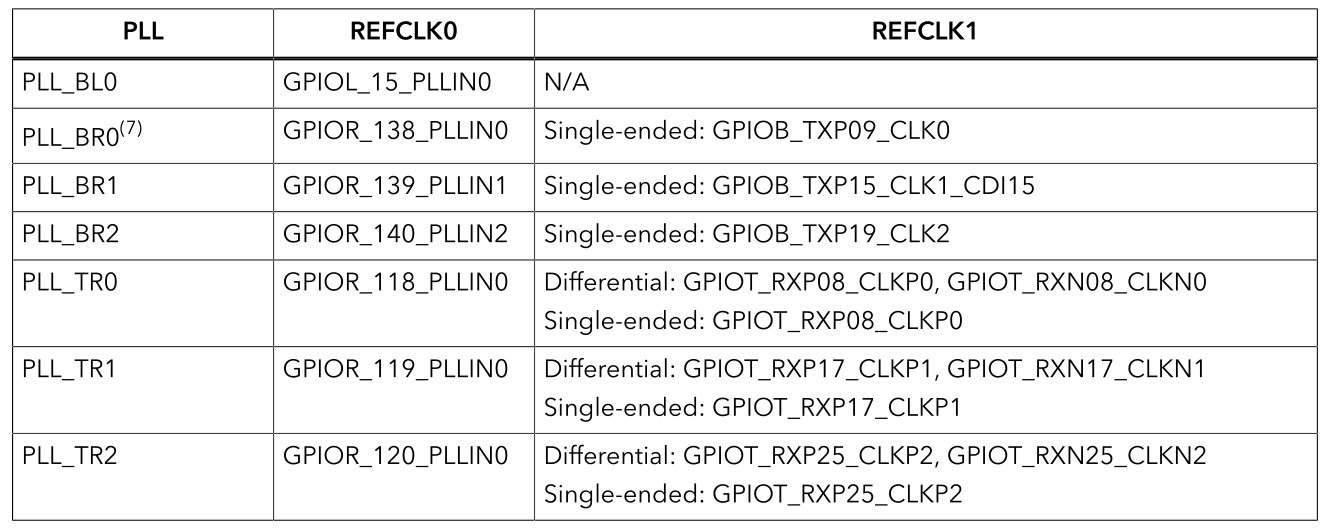 PLL REFCLK0 REFCLK1
PLL_BL0 GPIOL_15_PLLIN0 N/A
PLL_BR0(7) GPIOR_138_PLLIN0 Single-ended: GPIOB_TXP09_CLK0
PLL_BR1 GPIOR_139_PLLIN1 Single-ended: GPIOB_TXP15_CLK1_CDI15
PLL_BR2 GPIOR_140_PLLIN2 Single-ended: GPIOB_TXP19_CLK2
PLL_TR0 GPIOR_118_PLLIN0 Differential: GPIOT_RXP08_CLKP0, GPIOT_RXN08_CLKN0
Single-ended: GPIOT_RXP08_CLKP0
PLL_TR1 GPIOR_119_PLLIN0 Differential: GPIOT_RXP17_CLKP1, GPIOT_RXN17_CLKN1
Single-ended: GPIOT_RXP17_CLKP1
PLL_TR2 GPIOR_120_PLLIN0 Differential: GPIOT_RXP25_CLKP2, GPIOT_RXN25_CLKN2
Single-ended: GPIOT_RXP25_CLKP2